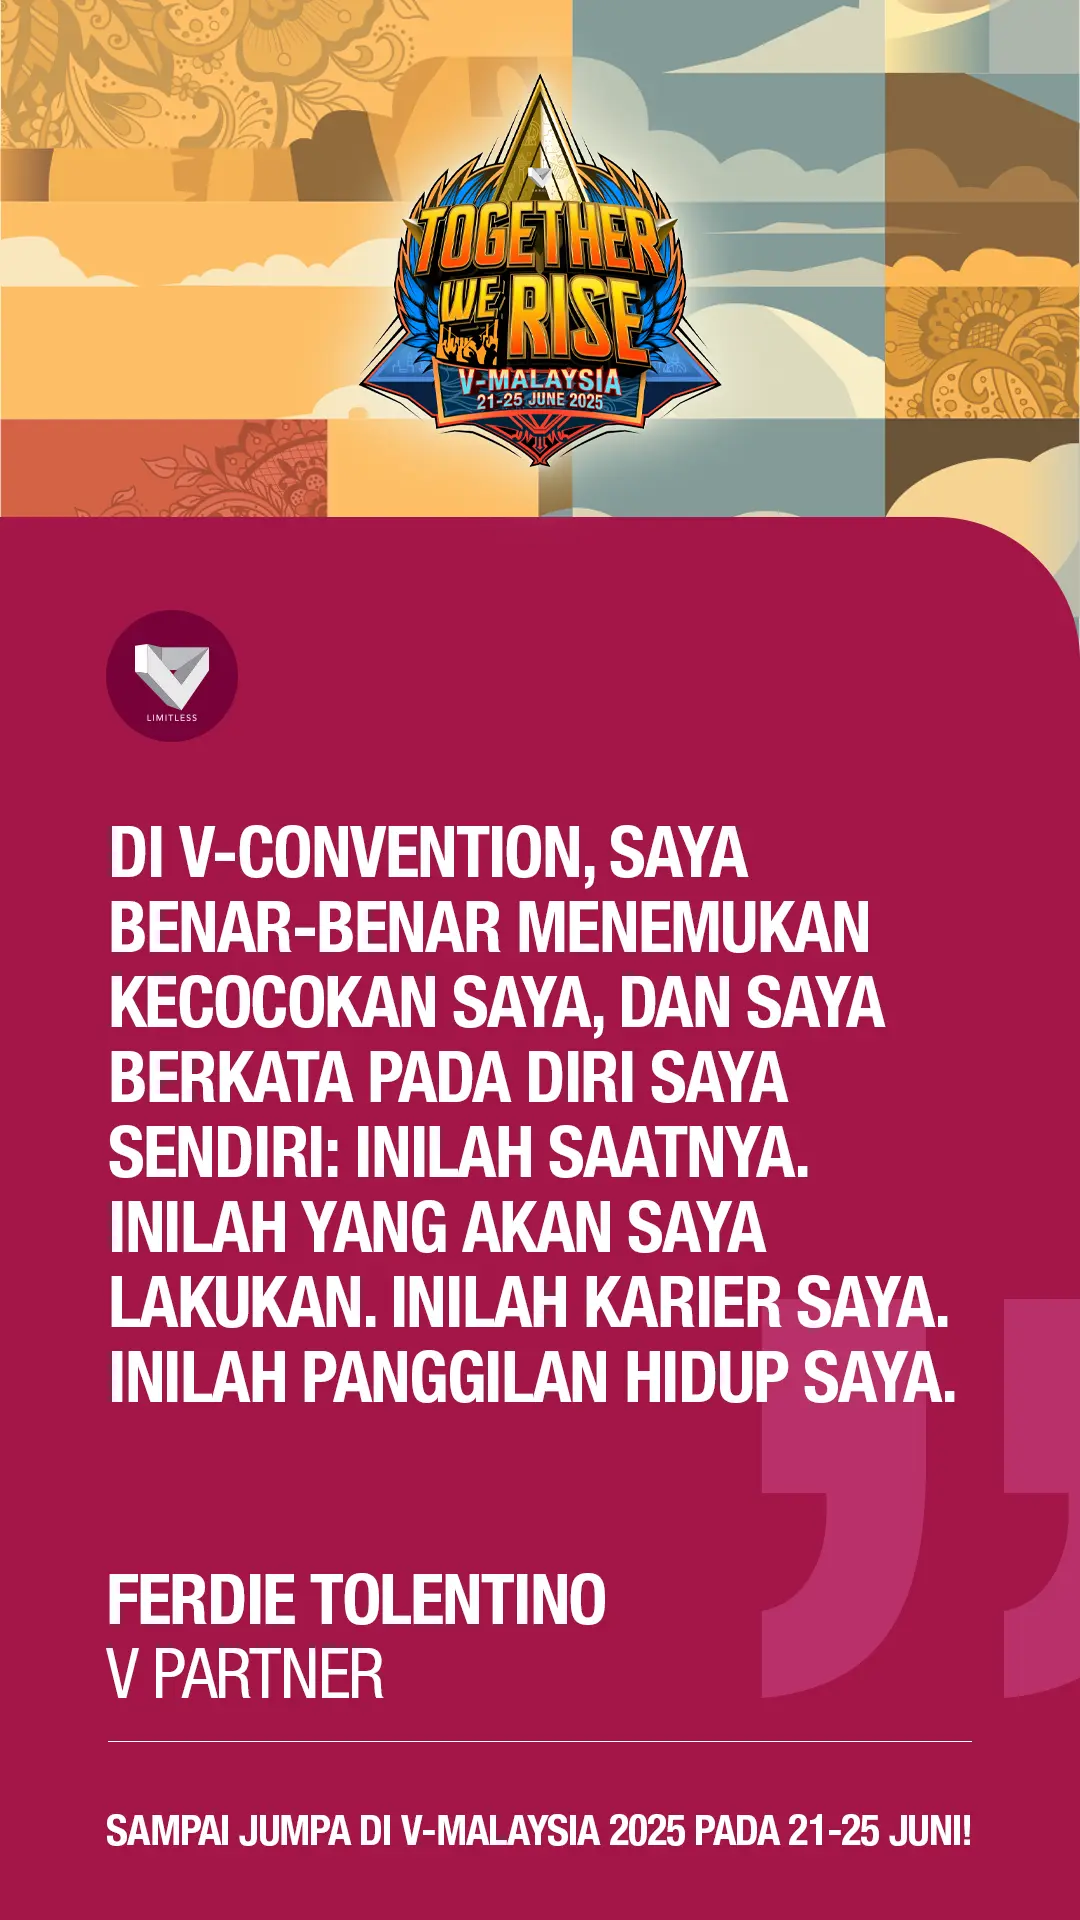 TOGETHER
WE RISE
V-MALAYSIA
21-25 JUNE 2025
LIMITLESS
DI V-CONVENTION, SAYA
BENAR-BENAR MENEMUKAN
KECOCOKAN SAYA, DAN SAYA
BERKATA PADA DIRI SAYA
SENDIRI: INILAH SAATNYA.
INILAH YANG AKAN SAYA
LAKUKAN. INILAH KARIER SAYA.
INILAH PANGGILAN HIDUP SAYA.
FERDIE TOLENTINO
V PARTNER
SAMPAI JUMPA DI V-MALAYSIA 2025 PADA 21-25 JUNI!